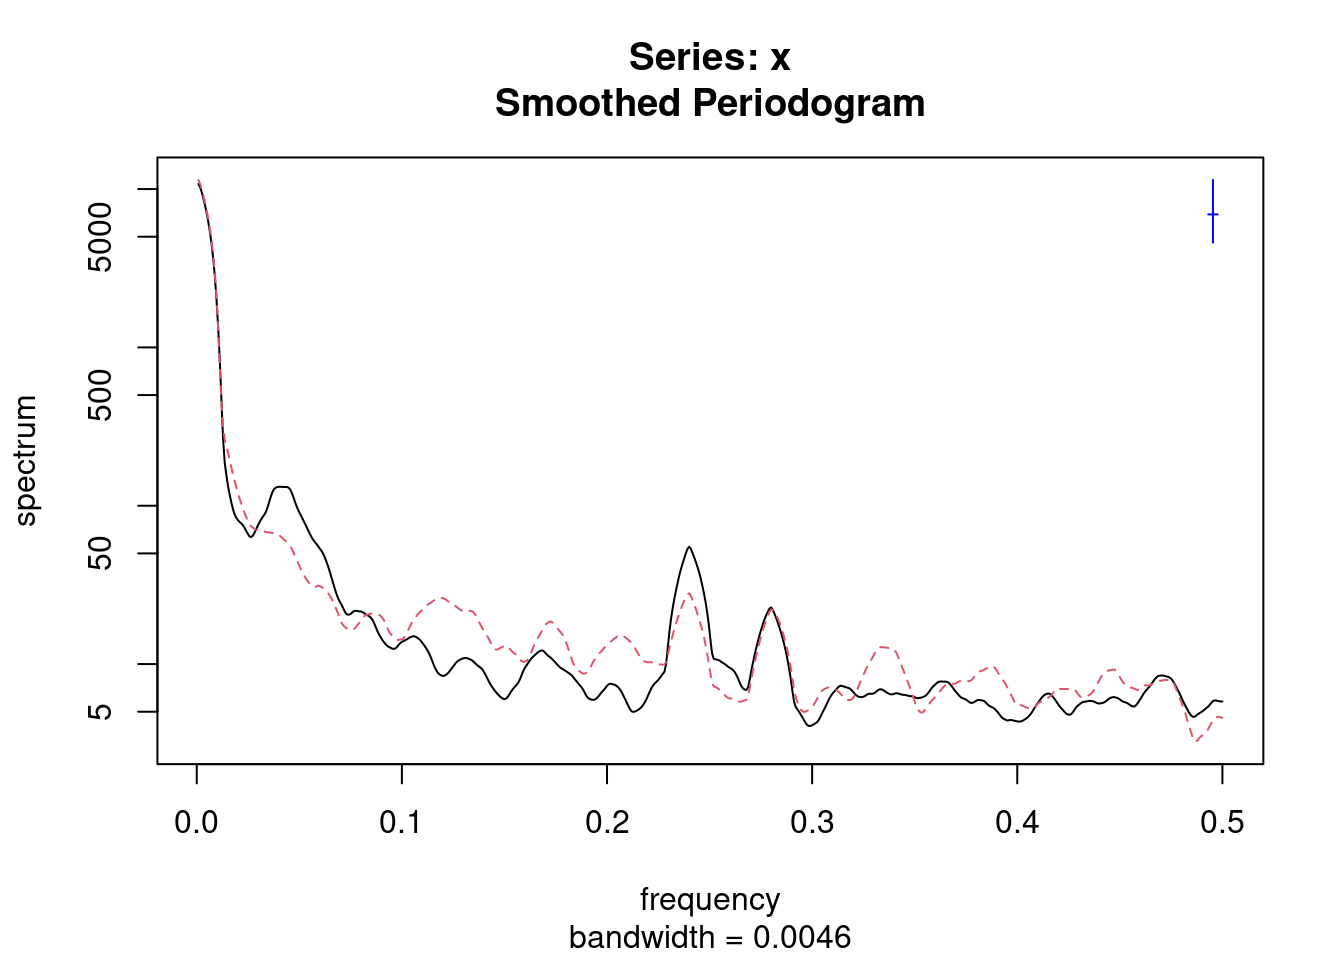 Series: x
Smoothed Periodogram
spectrum
5000
500
50
5
0.0 0.1 0.2 0.3 0.4 0.5
frequency
bandwidth = 0.0046